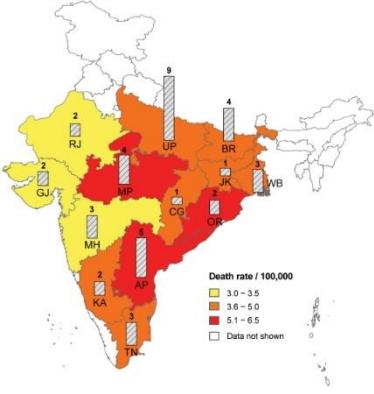 9
4
2
RJ
UP
BR
4
1
3
2
GJ
MP
JK
WB
1
2
CG
OR
3
MH
5
AP
2
KA
3
TN
Death rate / 100,000
3.0 – 3.5
3.6 – 5.0
5.1 – 6.5
Data not shown